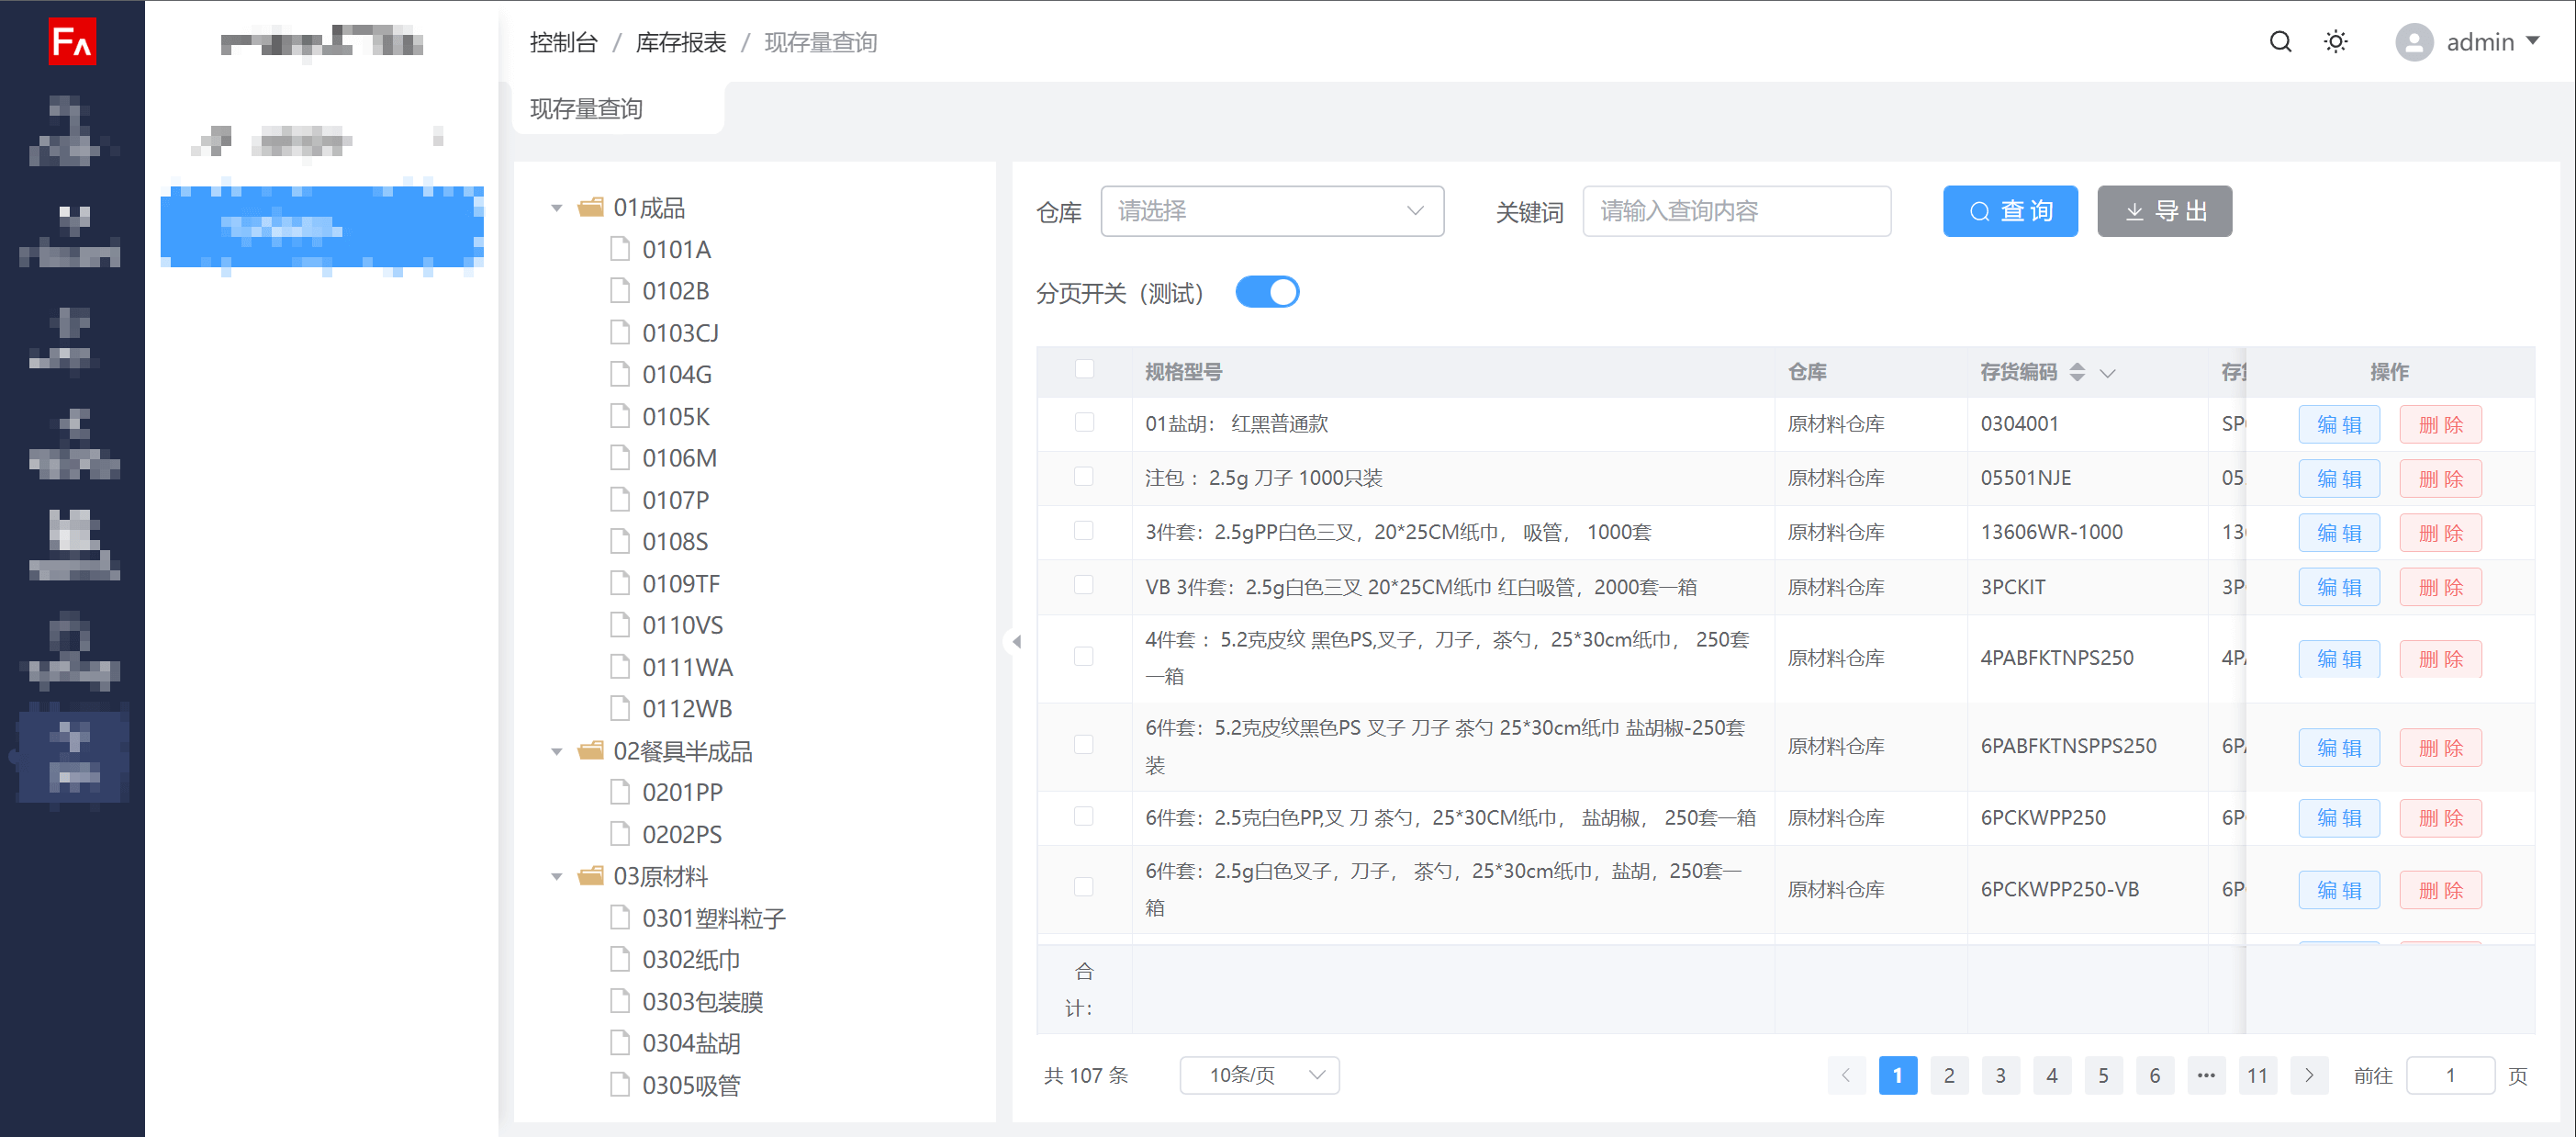 FA
控制台 / 库存报表 / 现存量查询
admin
现存量查询
01成品
0101A
0102B
0103CJ
0104G
0105K
0106M
0107P
0108S
0109TF
0110VS
0111WA
0112WB
02餐具半成品
0201PP
0202PS
03原材料
0301塑料粒子
0302纸巾
0303包装膜
0304盐胡
0305吸管
仓库 请选择 关键词 请输入查询内容 查 询 导 出
分页开关（测试）
规格型号 仓库 存货编码 操作
01盐胡： 红黑普通款 原材料仓库 0304001 编 辑 删 除
注包 ：2.5g 刀子 1000只装 原材料仓库 05501NJE 05 编 辑 删 除
3件套：2.5gPP白色三叉，20*25CM纸巾， 吸管， 1000套 原材料仓库 13606WR-1000 编 辑 删 除
VB 3件套：2.5g白色三叉 20*25CM纸巾 红白吸管，2000套一箱 原材料仓库 3PCKIT 3P 编 辑 删 除
4件套 ：5.2克皮纹 黑色PS,叉子，刀子，茶勺，25*30cm纸巾， 250套
一箱
原材料仓库 4PABFKTNPS250 编 辑 删 除
6件套：5.2克皮纹黑色PS 叉子 刀子 茶勺 25*30cm纸巾 盐胡椒-250套
装
原材料仓库 6PABFKTNSPPS250 编 辑 删 除
6件套：2.5克白色PP,叉 刀 茶勺，25*30CM纸巾， 盐胡椒， 250套一箱 原材料仓库 6PCKWPP250 6P 编 辑 删 除
6件套：2.5g白色叉子，刀子， 茶勺，25*30cm纸巾，盐胡，250套一
箱
原材料仓库 6PCKWPP250-VB 6P 编 辑 删 除
合
计：
共 107 条 10条/页 1 2 3 4 5 6 ••• 11 前往 1 页